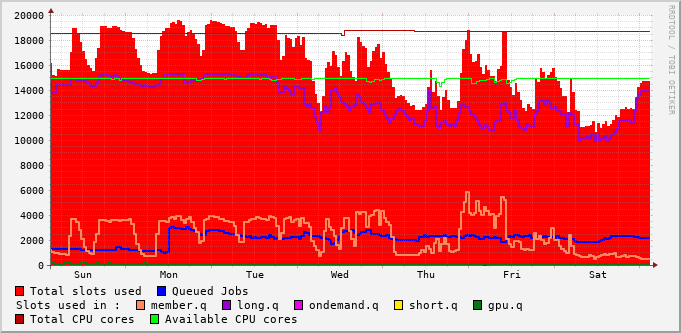 20000
18000
16000
14000
12000
10000
8000
6000
4000
2000
0
Sun Mon Tue Wed Thu Fri Sat
RRDTOOL / TOBI OETIKER
Total slots used Queued Jobs
Slots used in : member.q long.q ondemand.q short.q gpu.q
Total CPU cores Available CPU cores